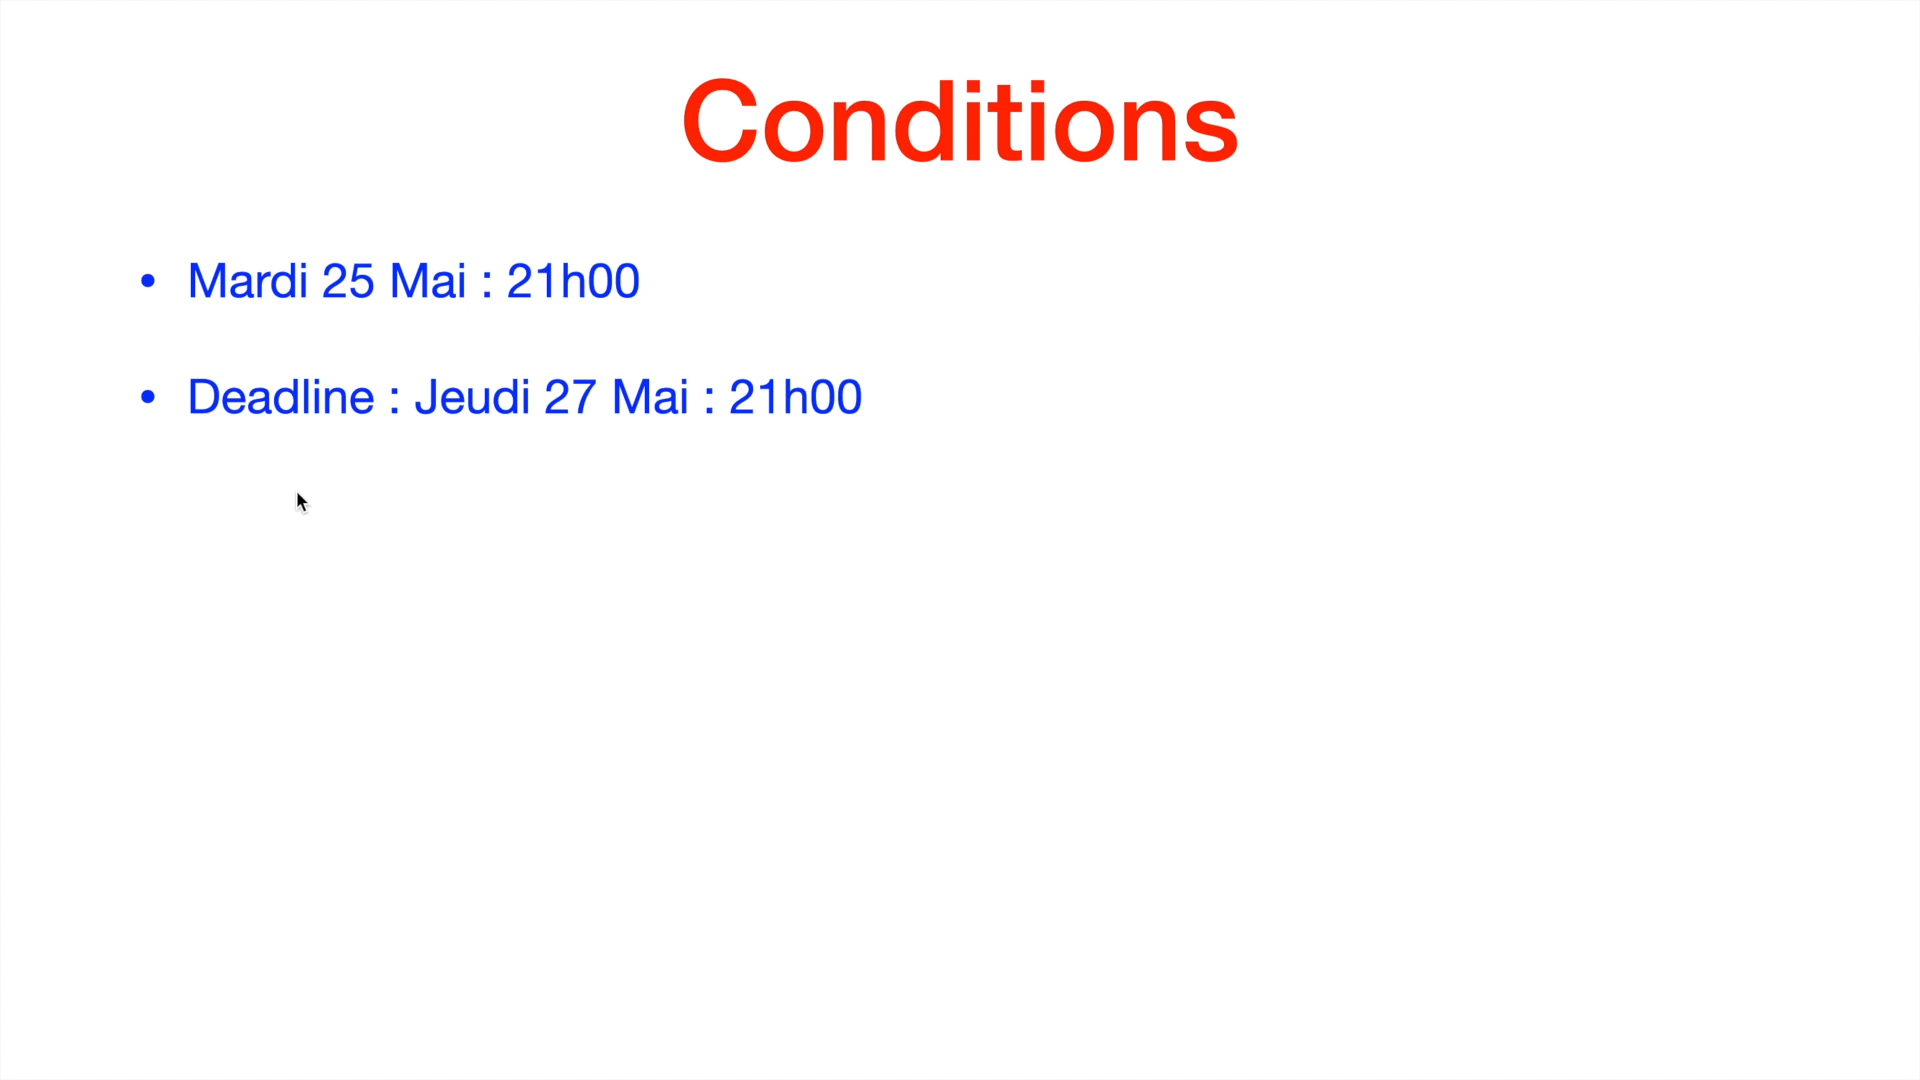 Conditions
• Mardi 25 Mai : 21h00
• Deadline : Jeudi 27 Mai : 21h00